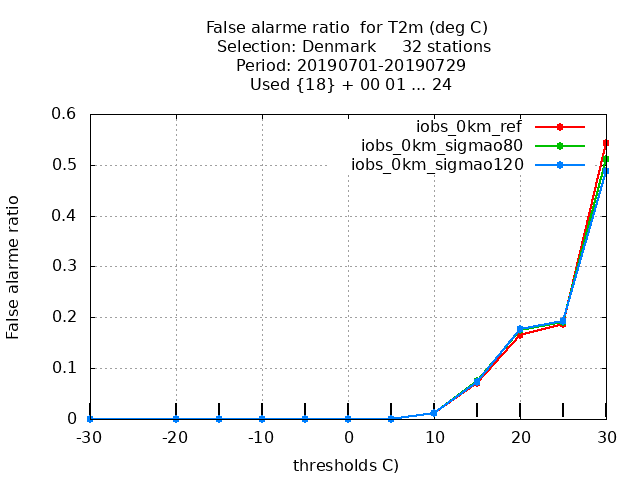 False alarme ratio  for T2m (deg C)
Selection: Denmark     32 stations
Period: 20190701-20190729
Used {18} + 00 01 ... 24
iobs_0km_ref
iobs_0km_sigmao80
iobs_0km_sigmao120
False alarme ratio
0.6
0.5
0.4
0.3
0.2
0.1
0
-30 -20 -10 0 10 20 30
thresholds C)